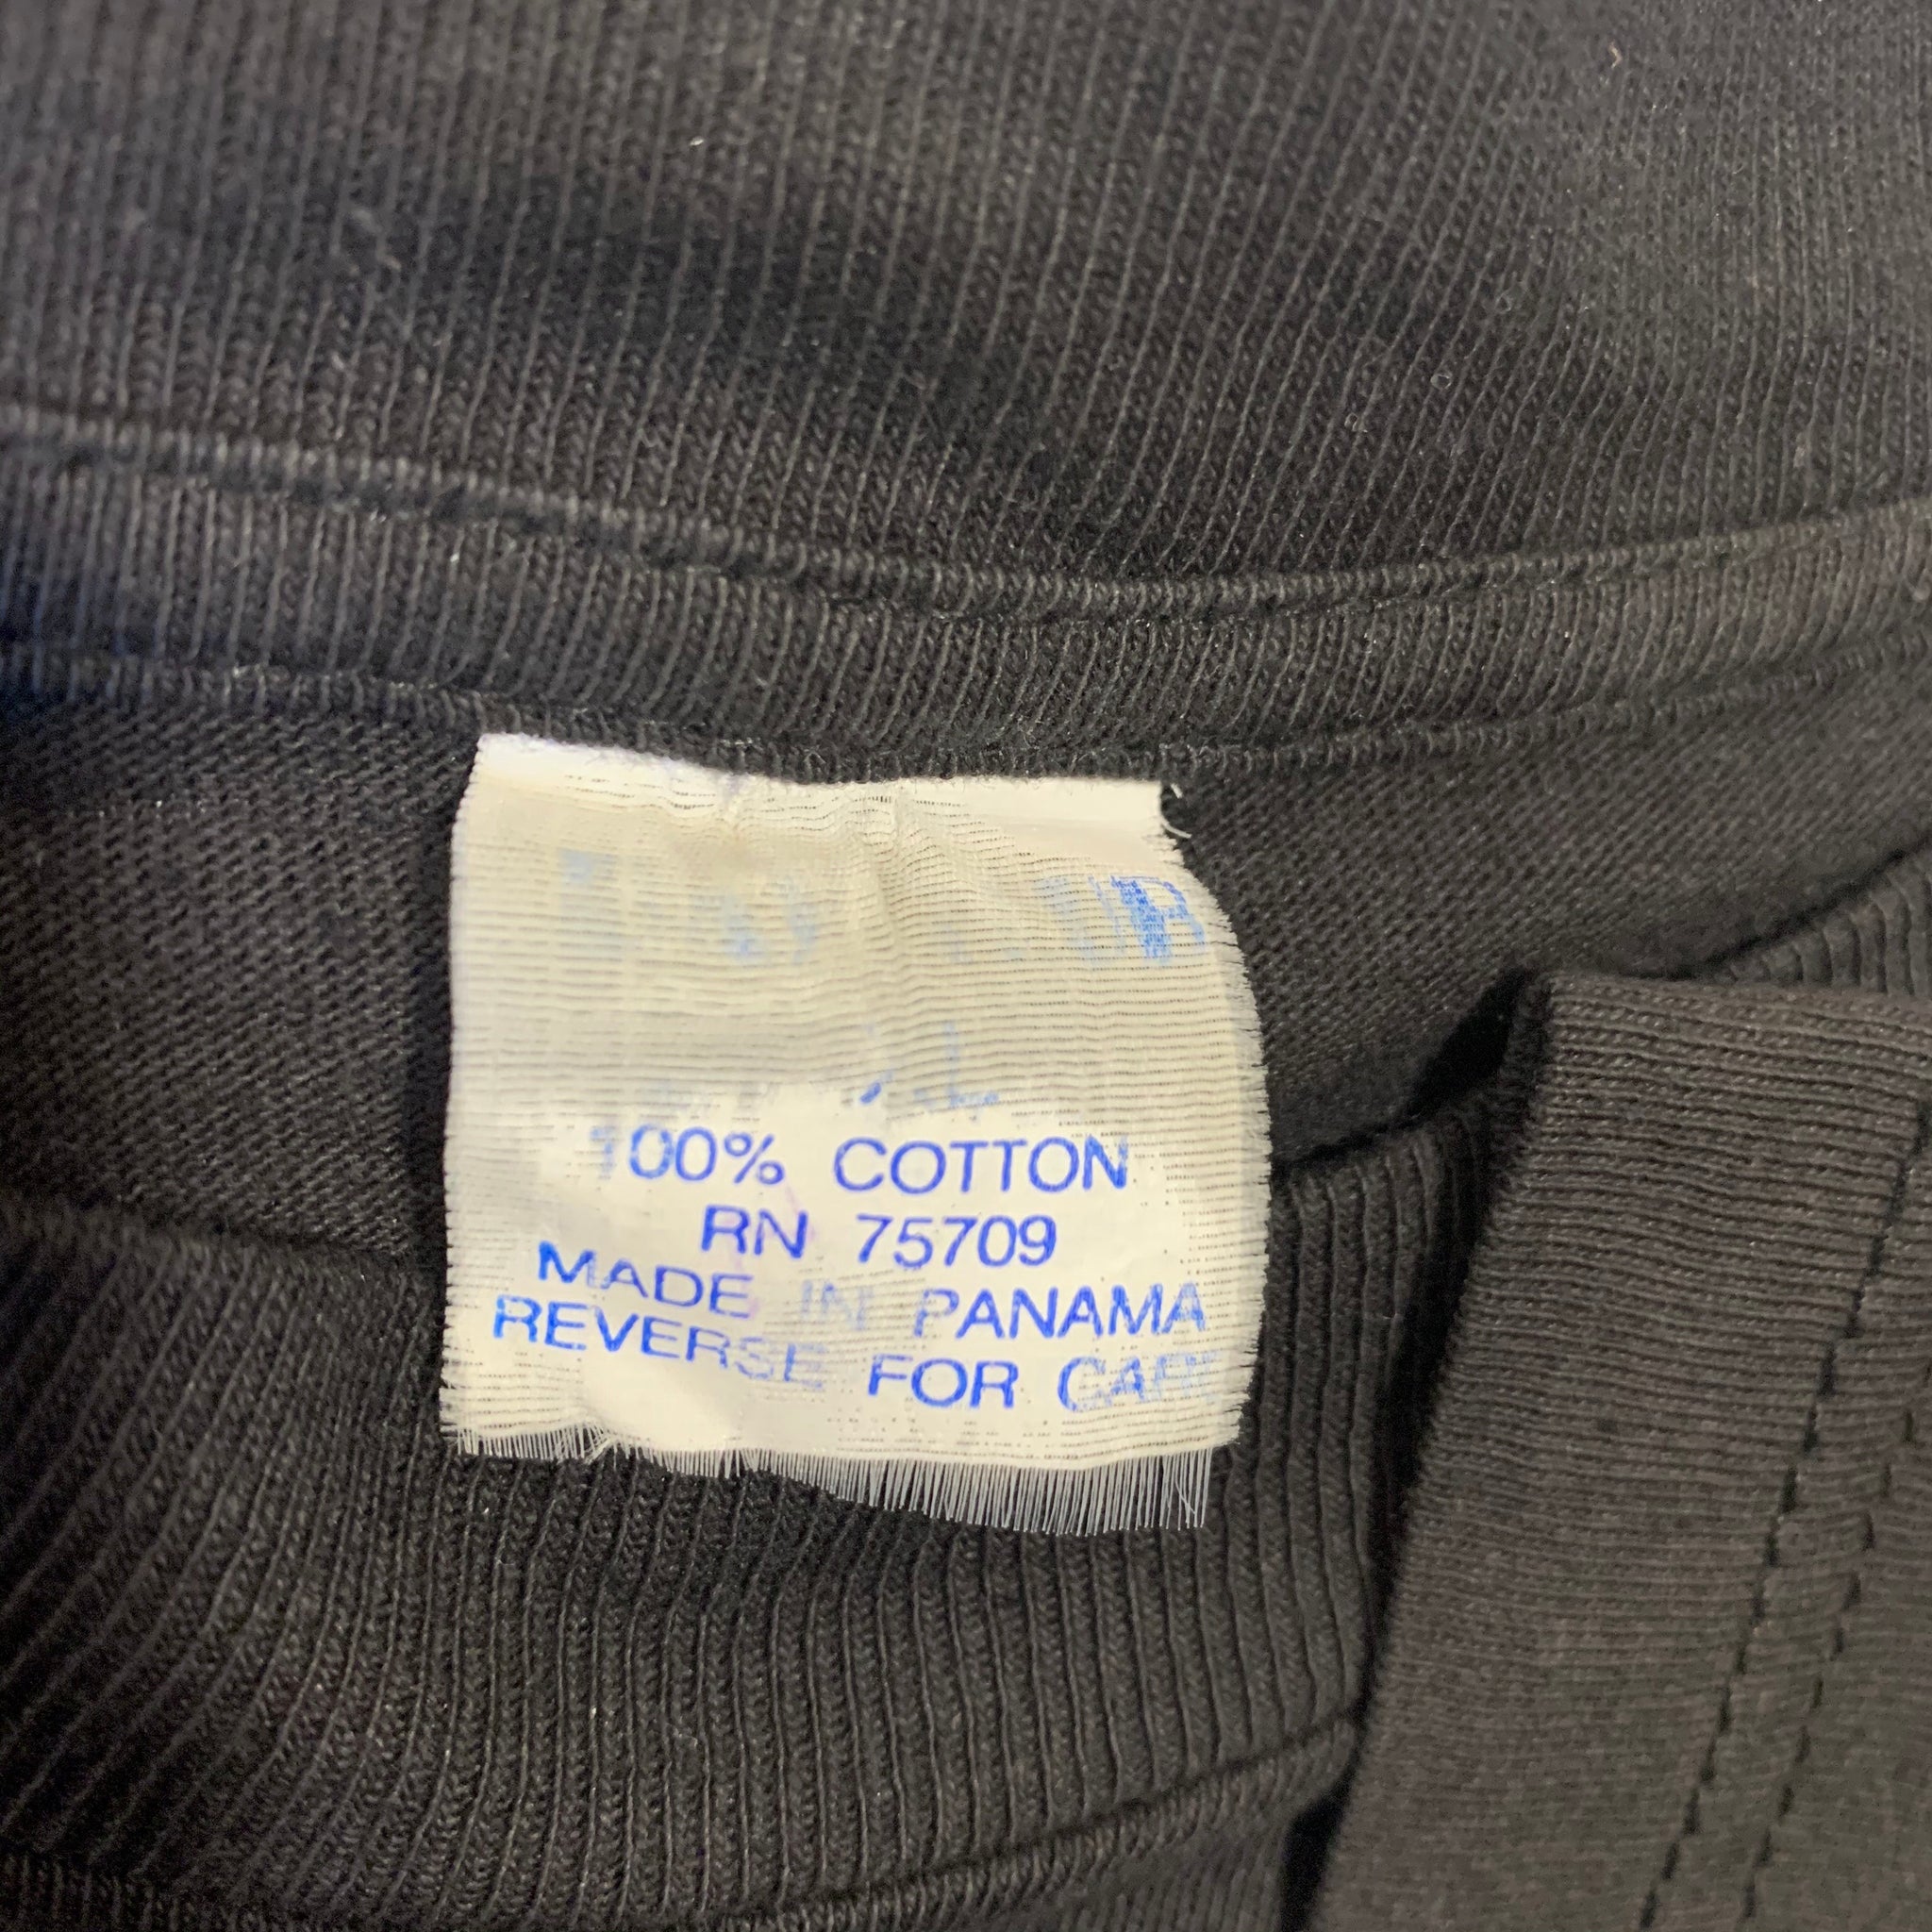 100% COTTON
RN 75709
MADE IN PANAMA
REVERSE FOR CARE